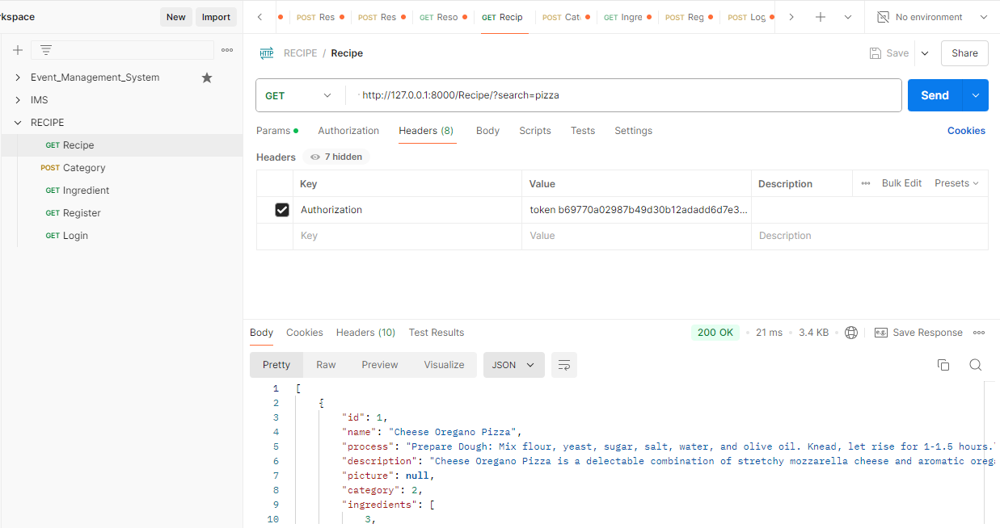 rkspace
New
Import
POST Res
POST Res
GET Reso
GET Recip
POST Cat
GET Ingre
POST Reg
POST Log
No environment
HTTP
RECIPE / Recipe
Save
Share
Event_Management_System
IMS
RECIPE
GET Recipe
POST Category
GET Ingredient
GET Register
GET Login
GET
http://127.0.0.1:8000/Recipe/?search=pizza
Send
Params
Authorization
Headers (8)
Body
Scripts
Tests
Settings
Cookies
Headers
7 hidden
Key
Value
Description
Bulk Edit
Presets
Authorization
token b69770a02987b49d30b12adadd6d7e3...
Key
Value
Description
Body
Cookies
Headers (10)
Test Results
200 OK
21 ms
3.4 KB
e.g.
Save Response
Pretty
Raw
Preview
Visualize
JSON
1 [
2 {
3 "id": 1,
4 "name": "Cheese Oregano Pizza",
5 "process": "Prepare Dough: Mix flour, yeast, sugar, salt, water, and olive oil. Knead, let rise for 1-1.5 hours.
6 "description": "Cheese Oregano Pizza is a delectable combination of stretchy mozzarella cheese and aromatic orega
7 "picture": null,
8 "category": 2,
9 "ingredients": [
10 3,